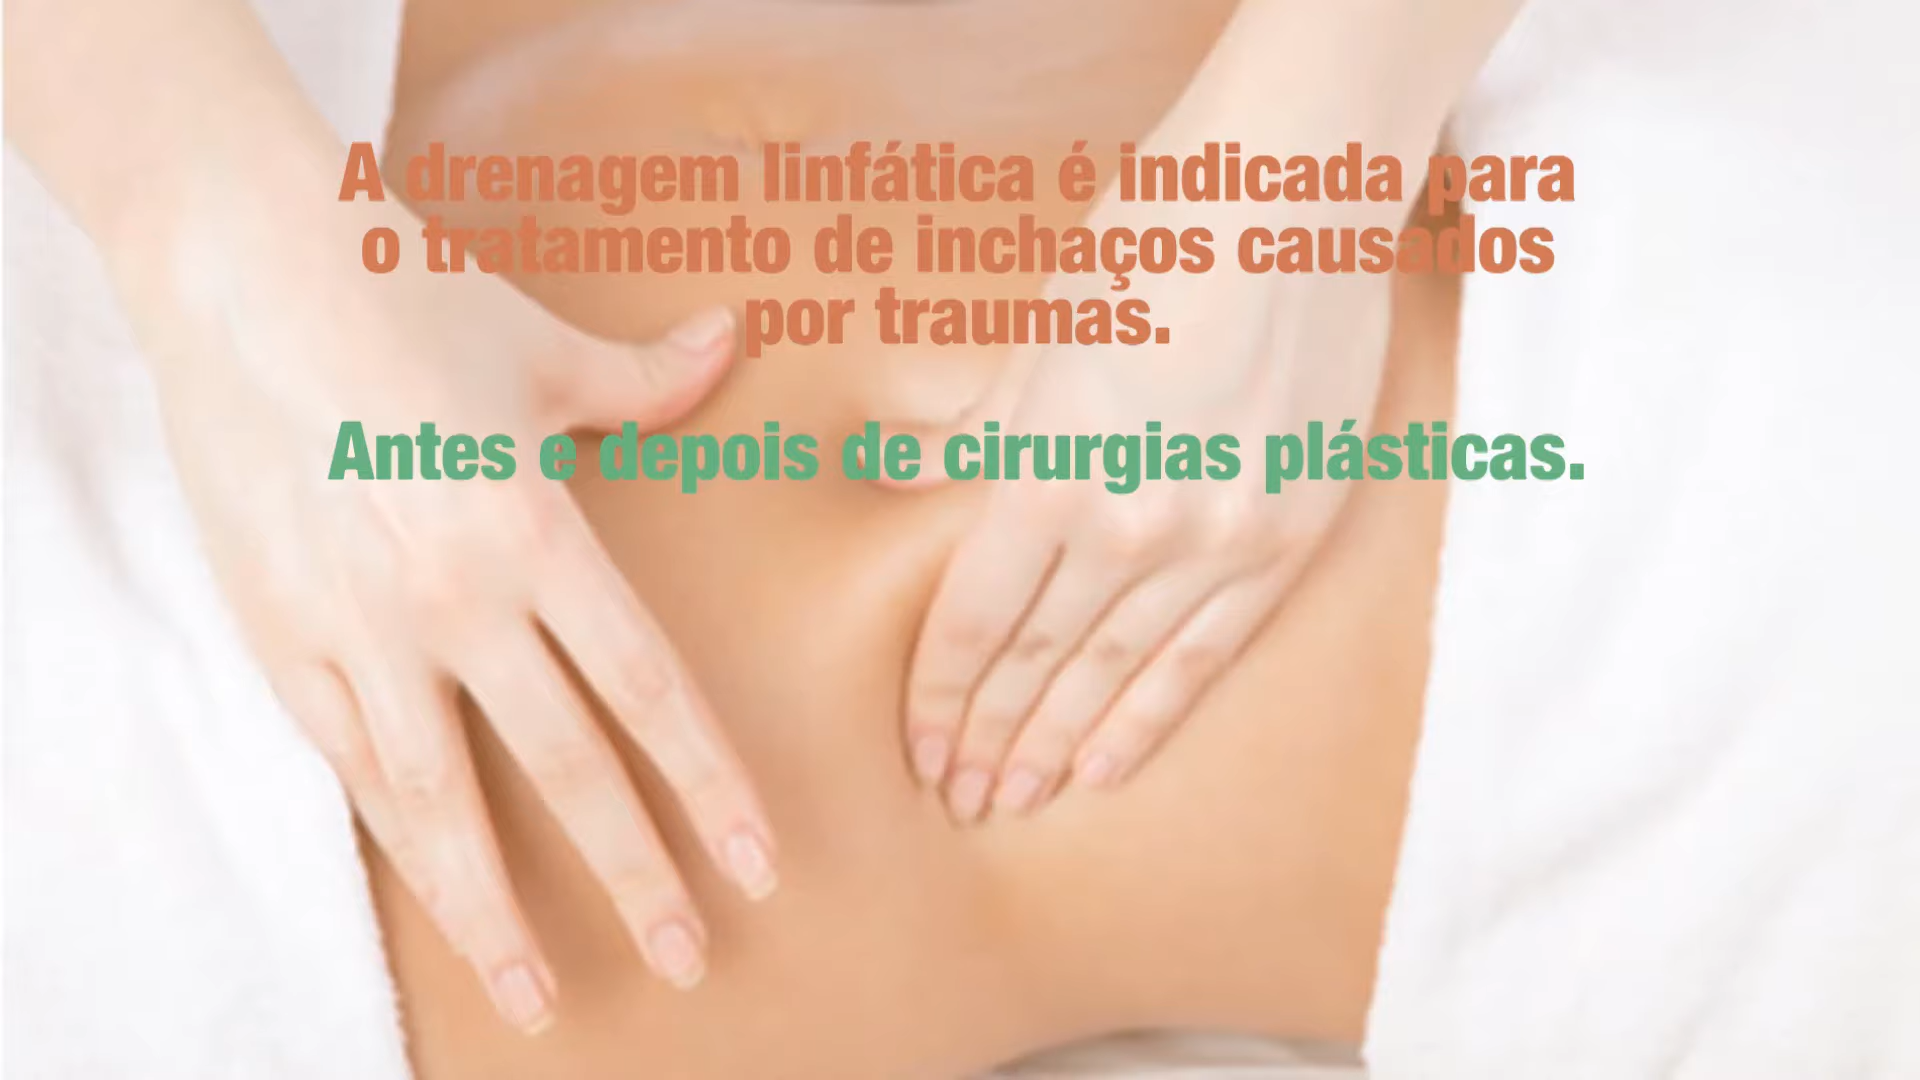 A drenagem linfática é indicada para
o tratamento de inchaços causados
por traumas.
Antes e depois de cirurgias plásticas.